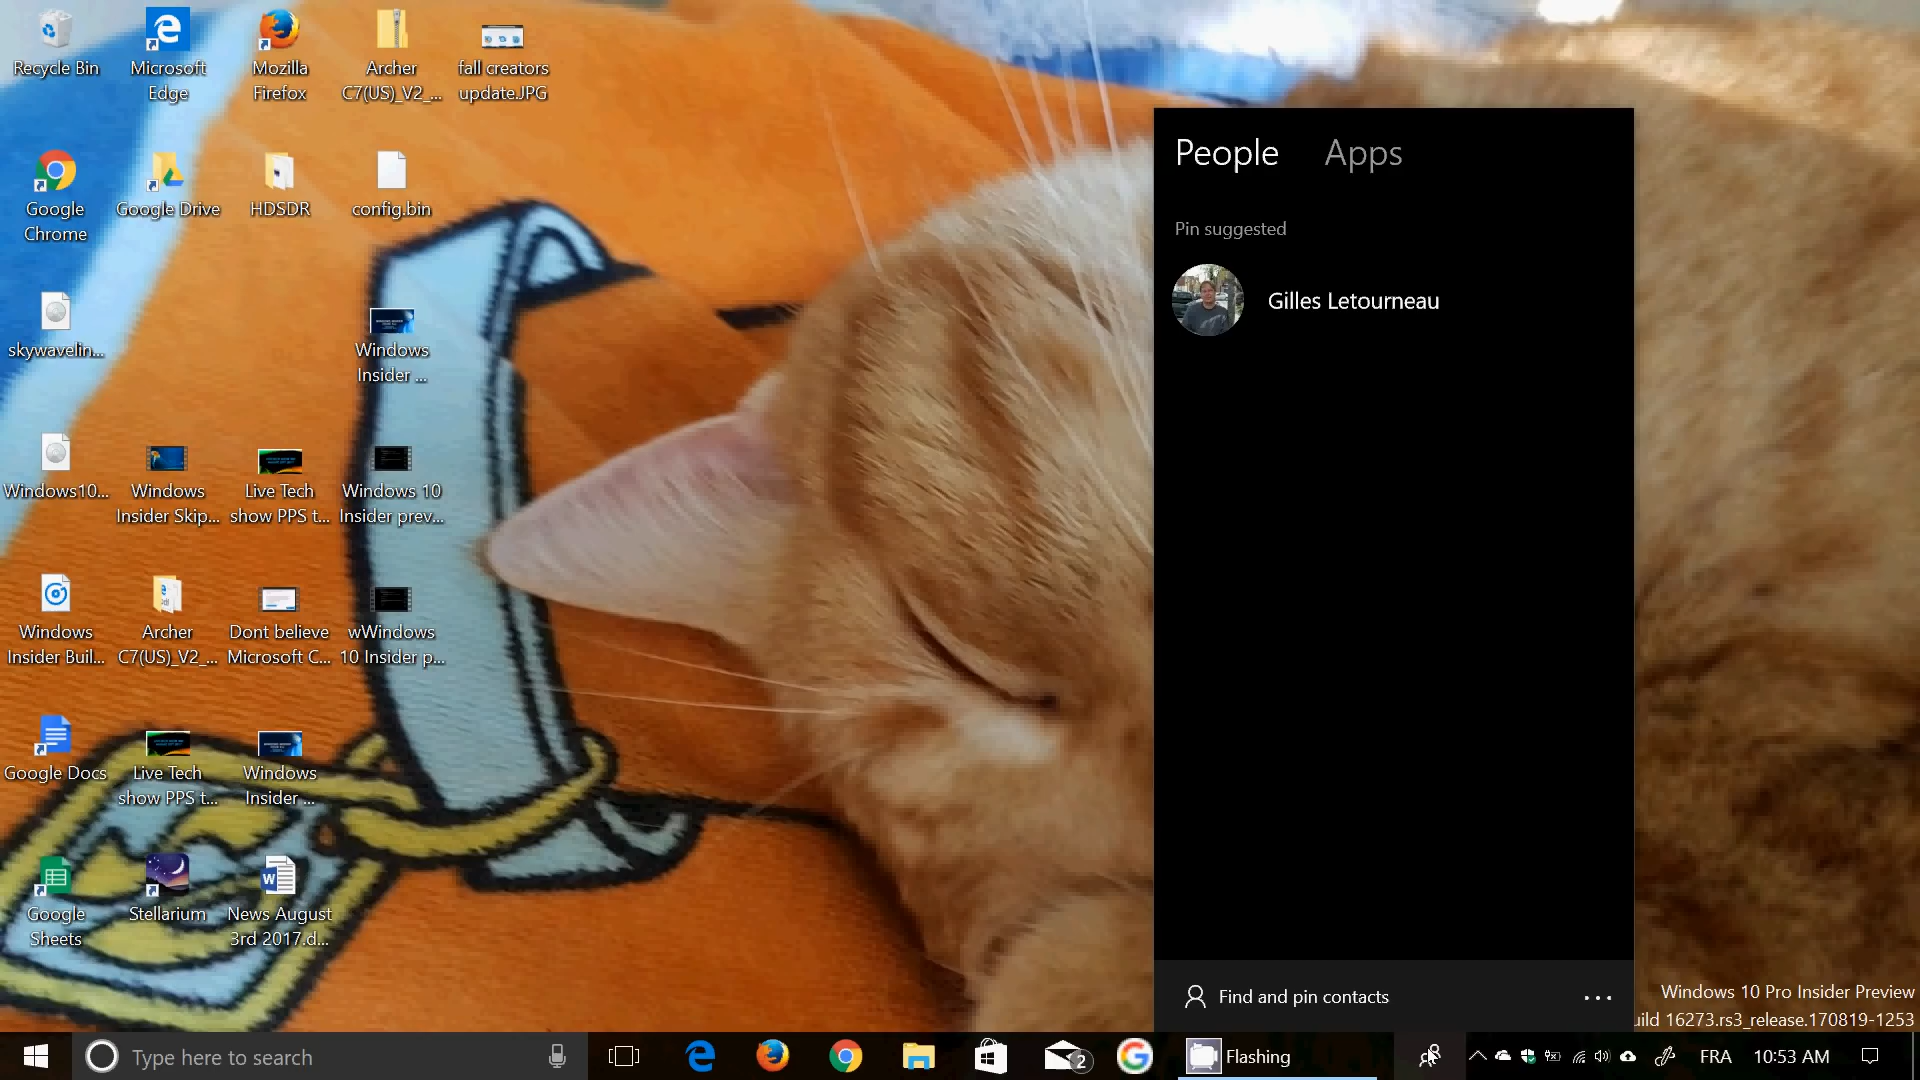 Recycle Bin
Microsoft
Edge
Mozilla
Firefox
Archer
C7(US)_V2_...
fall creators
update.JPG
Google
Chrome
Google Drive
HDSDR
config.bin
skywavelin...
Windows
Insider ...
Windows10...
Windows
Insider Skip...
Live Tech
show PPS t...
Windows 10
Insider prev...
Windows
Insider Buil...
Archer
C7(US)_V2_...
Dont believe
Microsoft C...
wWindows
10 Insider p...
Google Docs
Live Tech
show PPS t...
Windows
Insider ...
Google
Sheets
Stellarium
News August
3rd 2017.d...
People
Apps
Pin suggested
Gilles Letourneau
Find and pin contacts
...
Windows 10 Pro Insider Preview
uild 16273.rs3_release.170819-1253
Type here to search
2
Flashing
FRA
10:53 AM